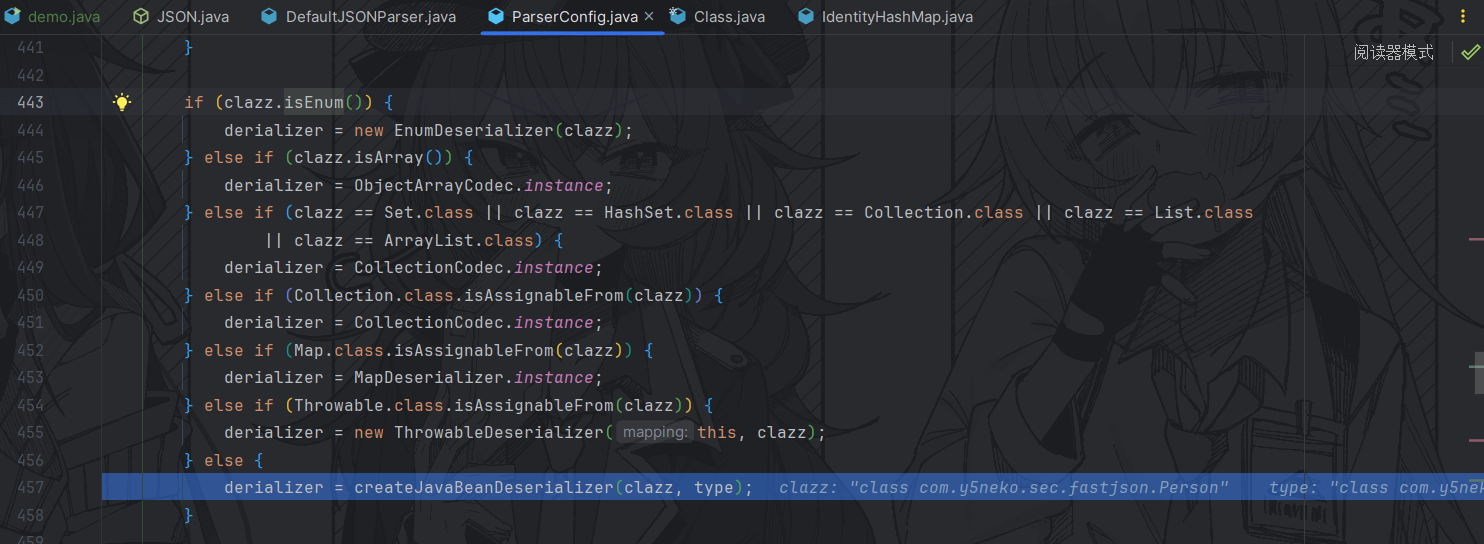 demo.java JSON.java DefaultJSONParser.java ParserConfig.java Class.java IdentityHashMap.java
阅读器模式
441 }
442
443 if (clazz.isEnum()) {
444 derializer = new EnumDeserializer(clazz);
445 } else if (clazz.isArray()) {
446 derializer = ObjectArrayCodec.instance;
447 } else if (clazz == Set.class || clazz == HashSet.class || clazz == Collection.class || clazz == List.class
448 || clazz == ArrayList.class) {
449 derializer = CollectionCodec.instance;
450 } else if (Collection.class.isAssignableFrom(clazz)) {
451 derializer = CollectionCodec.instance;
452 } else if (Map.class.isAssignableFrom(clazz)) {
453 derializer = MapDeserializer.instance;
454 } else if (Throwable.class.isAssignableFrom(clazz)) {
455 derializer = new ThrowableDeserializer( mapping: this, clazz);
456 } else {
457 derializer = createJavaBeanDeserializer(clazz, type); clazz: "class com.y5neko.sec.fastjson.Person" type: "class com.y5nek
458 }
459